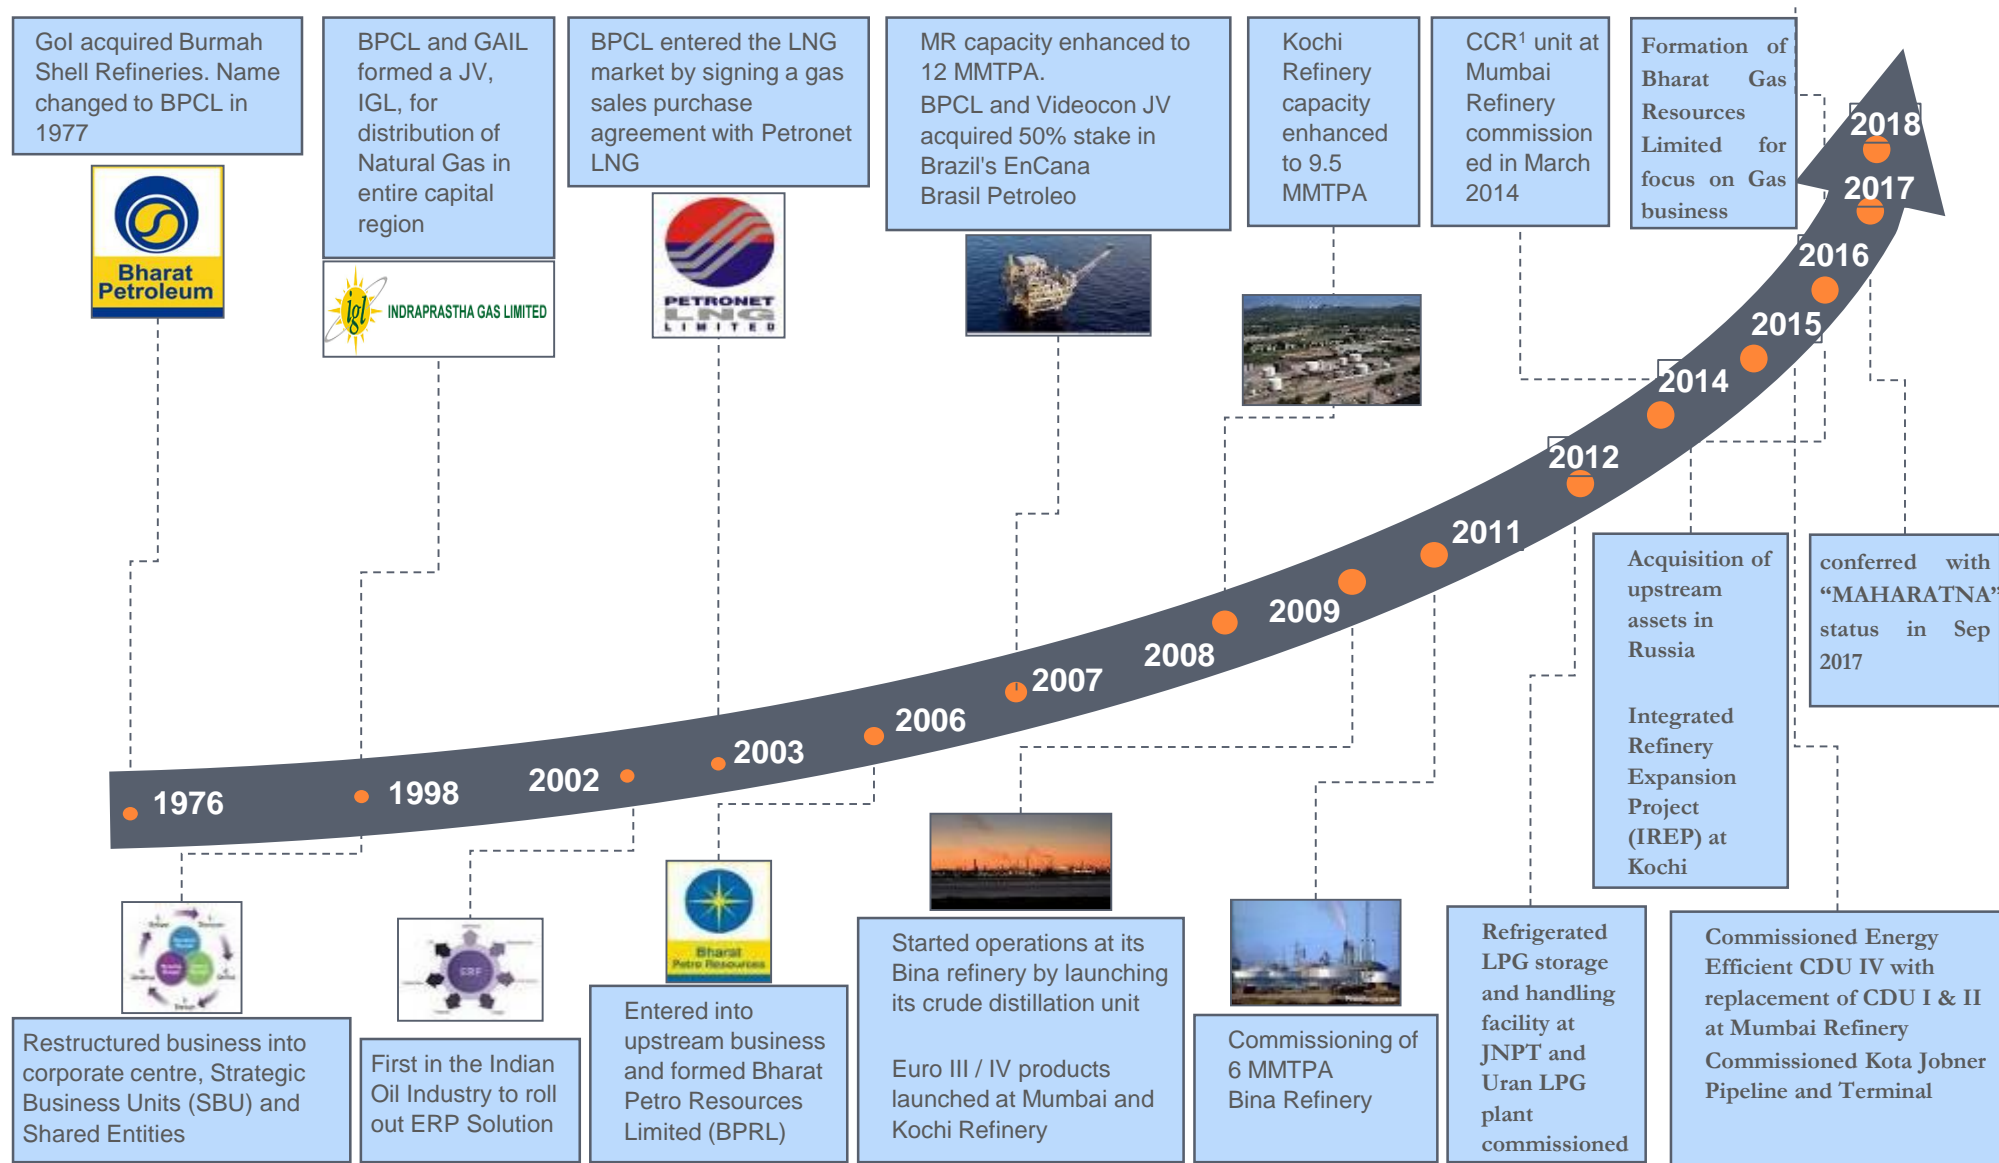 GoI acquired Burmah
Shell Refineries. Name
changed to BPCL in
1977
BPCL and GAIL
formed a JV,
IGL, for
distribution of
Natural Gas in
entire capital
region
BPCL entered the LNG
market by signing a gas
sales purchase
agreement with Petronet
LNG
MR capacity enhanced to
12 MMTPA.
BPCL and Videocon JV
acquired 50% stake in
Brazil's EnCana
Brasil Petroleo
Kochi
Refinery
capacity
enhanced
to 9.5
MMTPA
CCR¹ unit at
Mumbai
Refinery
commission
ed in March
2014
Formation of
Bharat Gas
Resources
Limited for
focus on Gas
business
Bharat
Petroleum
igl INDRAPRASTHA GAS LIMITED
PETRONET
LNG
LIMITED
1976
1998
2002
2003
2006
2007
2008
2009
2011
2012
2014
2015
2016
2017
2018
Acquisition of
upstream
assets in
Russia
Integrated
Refinery
Expansion
Project
(IREP) at
Kochi
conferred with
“MAHARATNA”
status in Sep
2017
ERP
Bharat
Petro Resources
Restructured business into
corporate centre, Strategic
Business Units (SBU) and
Shared Entities
First in the Indian
Oil Industry to roll
out ERP Solution
Entered into
upstream business
and formed Bharat
Petro Resources
Limited (BPRL)
Started operations at its
Bina refinery by launching
its crude distillation unit
Euro III / IV products
launched at Mumbai and
Kochi Refinery
Commissioning of
6 MMTPA
Bina Refinery
Refrigerated
LPG storage
and handling
facility at
JNPT and
Uran LPG
plant
commissioned
Commissioned Energy
Efficient CDU IV with
replacement of CDU I & II
at Mumbai Refinery
Commissioned Kota Jobner
Pipeline and Terminal